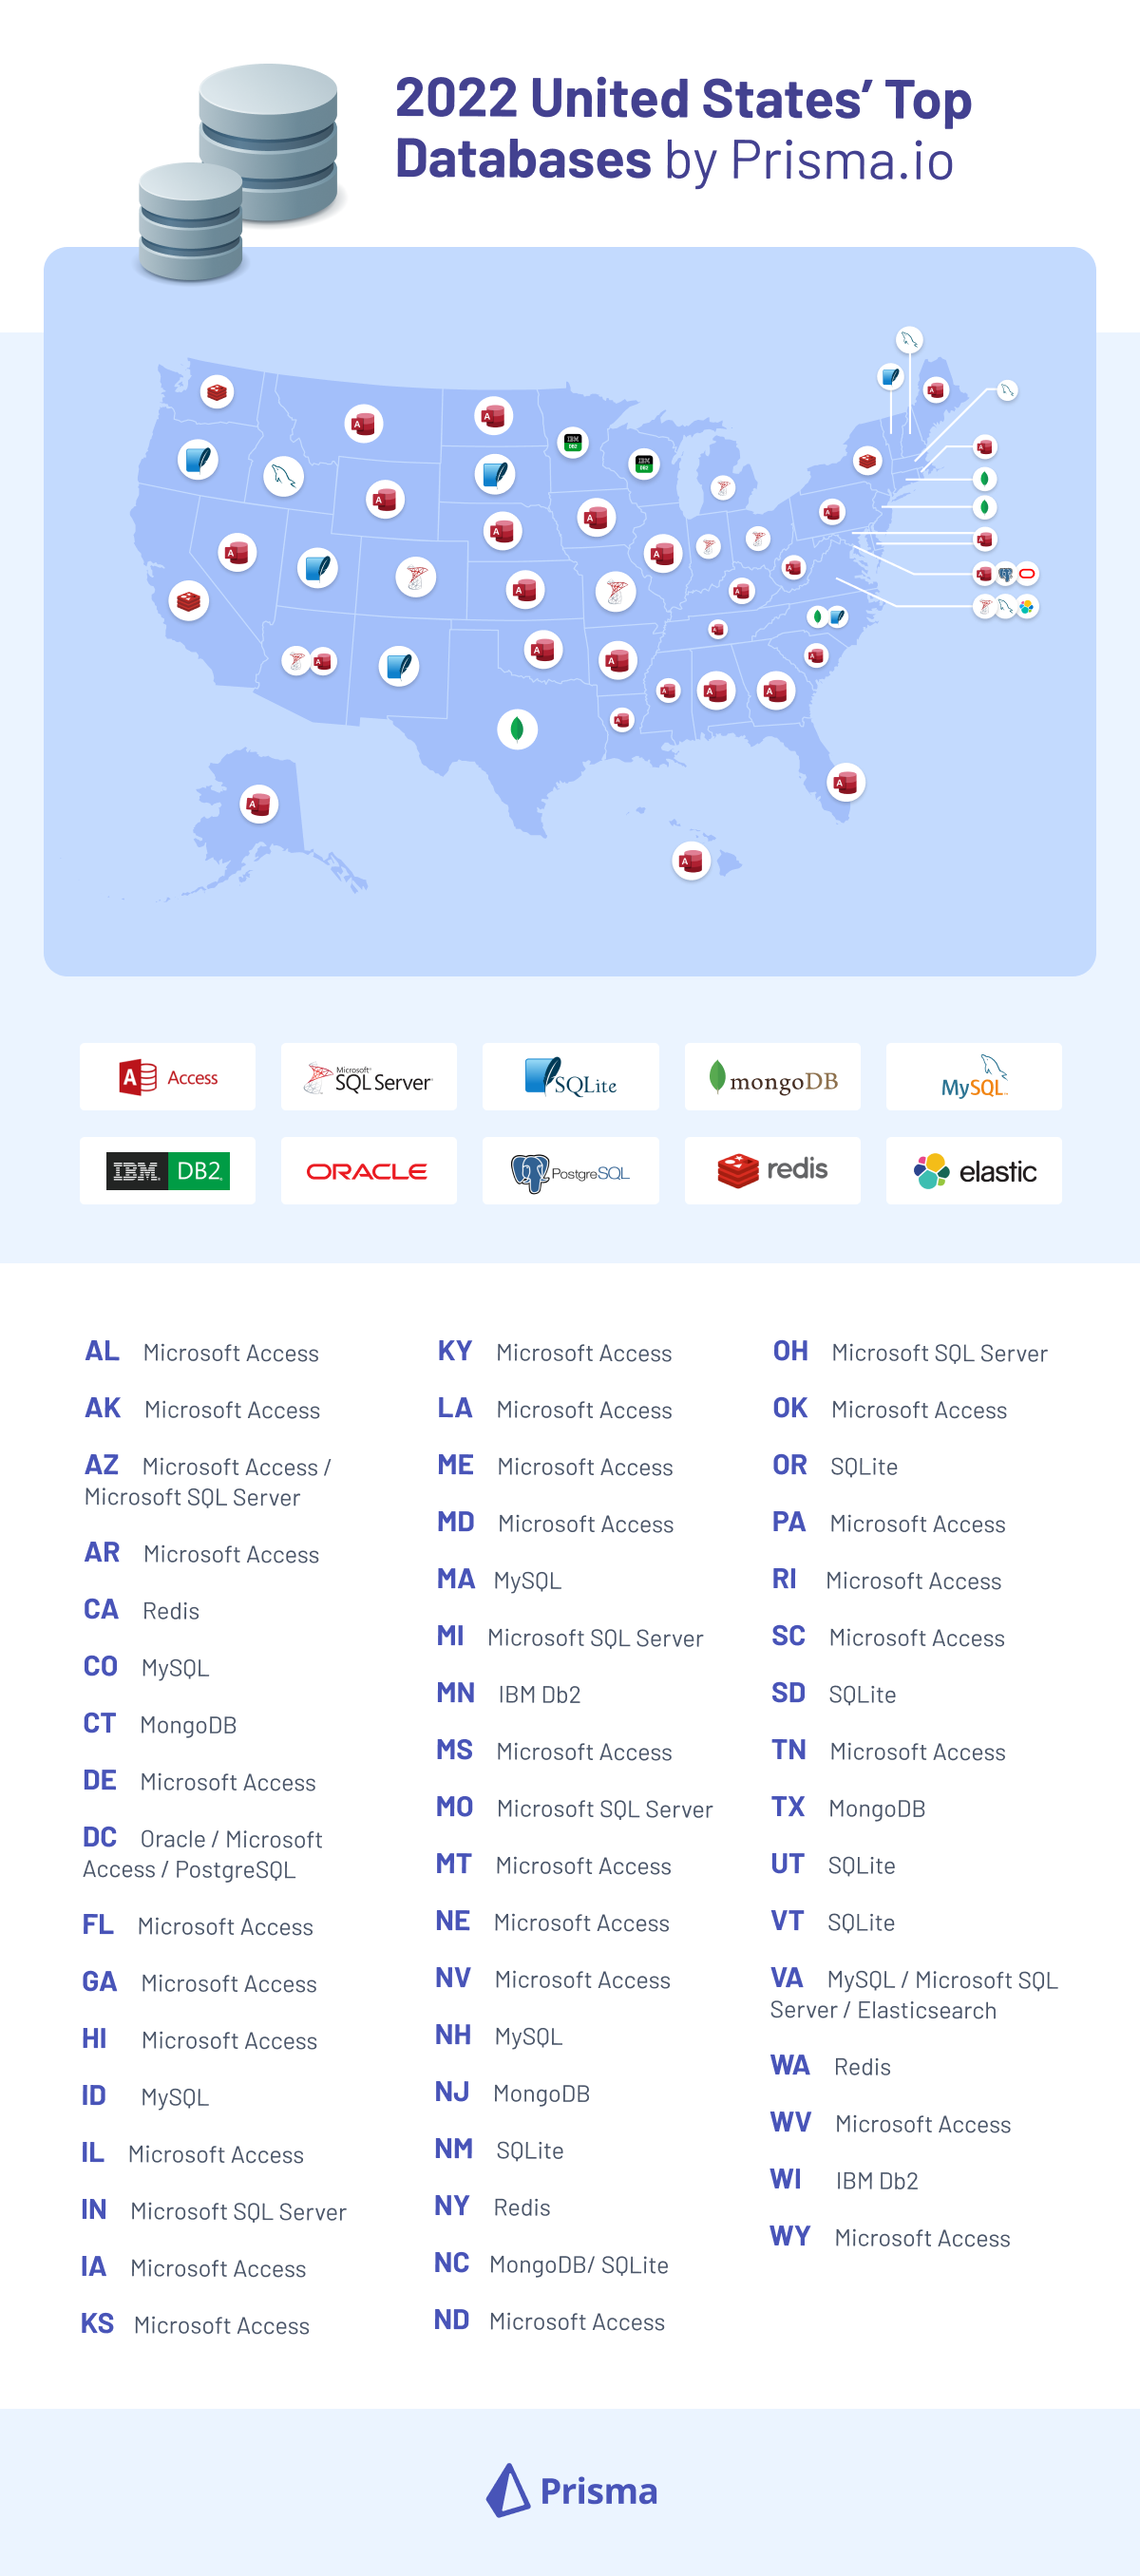 2022 United States’ Top
Databases by Prisma.io
IBM
DB2
IBM
DB2
A Access
Microsoft
SQL Server
SQLite
mongoDB
MySQL
IBM DB2
ORACLE
PostgreSQL
redis
elastic
AL Microsoft Access
AK Microsoft Access
AZ Microsoft Access /
Microsoft SQL Server
AR Microsoft Access
CA Redis
CO MySQL
CT MongoDB
DE Microsoft Access
DC Oracle / Microsoft
Access / PostgreSQL
FL Microsoft Access
GA Microsoft Access
HI Microsoft Access
ID MySQL
IL Microsoft Access
IN Microsoft SQL Server
IA Microsoft Access
KS Microsoft Access
KY Microsoft Access
LA Microsoft Access
ME Microsoft Access
MD Microsoft Access
MA MySQL
MI Microsoft SQL Server
MN IBM Db2
MS Microsoft Access
MO Microsoft SQL Server
MT Microsoft Access
NE Microsoft Access
NV Microsoft Access
NH MySQL
NJ MongoDB
NM SQLite
NY Redis
NC MongoDB/ SQLite
ND Microsoft Access
OH Microsoft SQL Server
OK Microsoft Access
OR SQLite
PA Microsoft Access
RI Microsoft Access
SC Microsoft Access
SD SQLite
TN Microsoft Access
TX MongoDB
UT SQLite
VT SQLite
VA MySQL / Microsoft SQL
Server / Elasticsearch
WA Redis
WV Microsoft Access
WI IBM Db2
WY Microsoft Access
Prisma